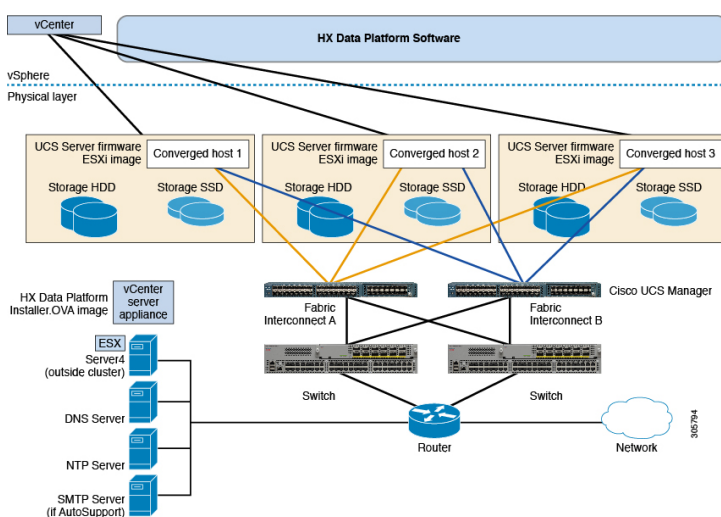 vCenter
HX Data Platform Software
vSphere
Physical layer
UCS Server firmware
ESXi image
Converged host 1
Storage HDD
Storage SSD
UCS Server firmware
ESXi image
Converged host 2
Storage HDD
Storage SSD
UCS Server firmware
ESXi image
Converged host 3
Storage HDD
Storage SSD
HX Data Platform
Installer.OVA image
vCenter
server
appliance
Fabric
Interconnect A
Fabric
Interconnect B
Cisco UCS Manager
ESX
Server4
(outside cluster)
DNS Server
NTP Server
SMTP Server
(if AutoSupport)
Switch
Switch
Router
Network
305794